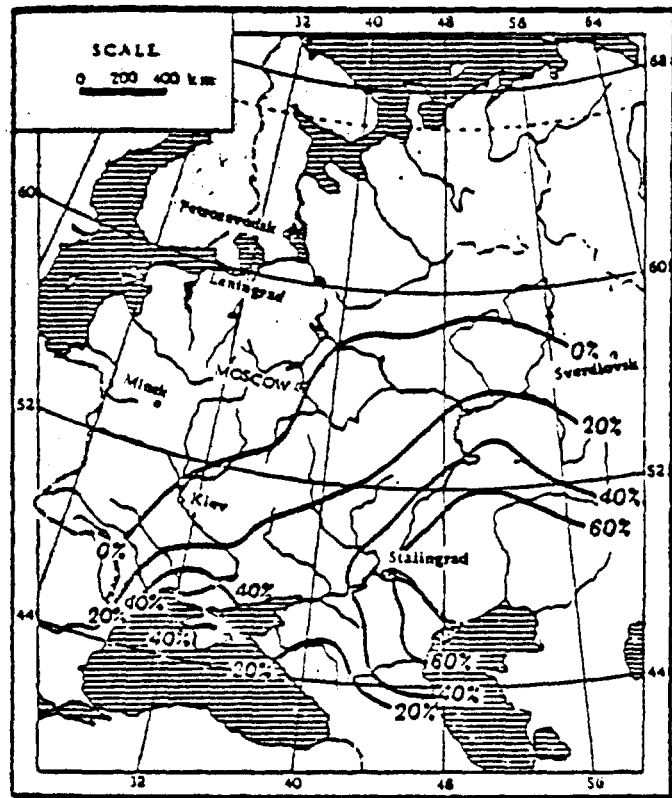 32 40 48 56 64
SCALE
0 200 400 km
68
60
Petrozavodsk
60
Leningrad
0%
Sverdlovsk
MOSCOW
Minsk
52
20%
52
Kiev
40%
60%
0%
Stalingrad
40%
40%
20%
44
40%
60%
44
20%
40%
20%
32 40 48 56